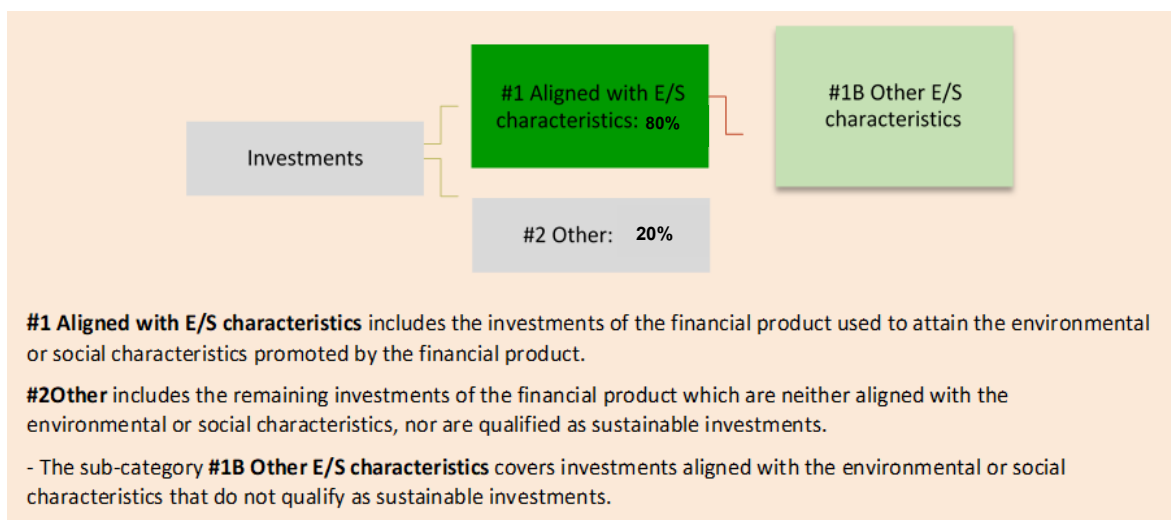 #1 Aligned with E/S
characteristics: 80%
#1B Other E/S
characteristics
Investments
#2 Other: 20%
#1 Aligned with E/S characteristics includes the investments of the financial product used to attain the environmental
or social characteristics promoted by the financial product.
#2Other includes the remaining investments of the financial product which are neither aligned with the
environmental or social characteristics, nor are qualified as sustainable investments.
- The sub-category #1B Other E/S characteristics covers investments aligned with the environmental or social
characteristics that do not qualify as sustainable investments.